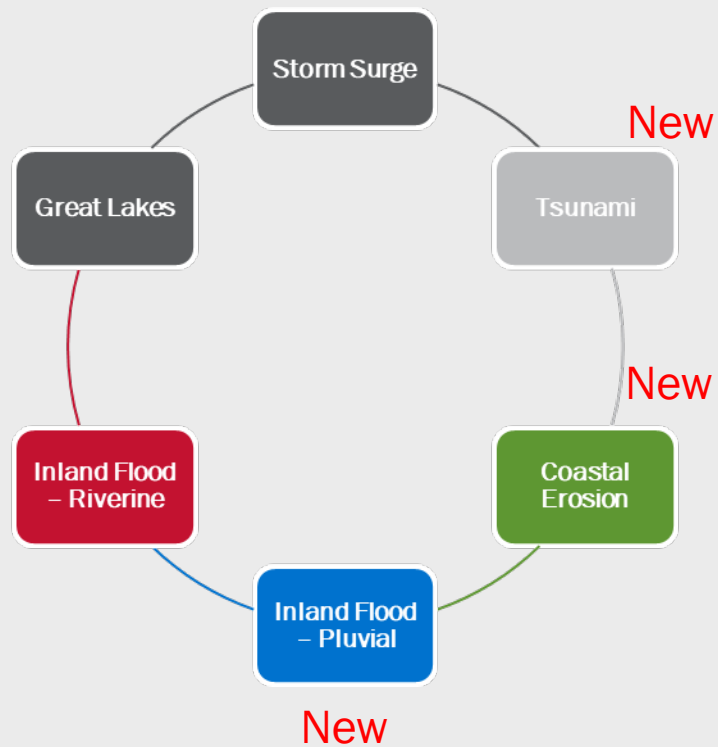 Storm Surge
New
Great Lakes
Tsunami
New
Inland Flood
– Riverine
Coastal
Erosion
Inland Flood
– Pluvial
New